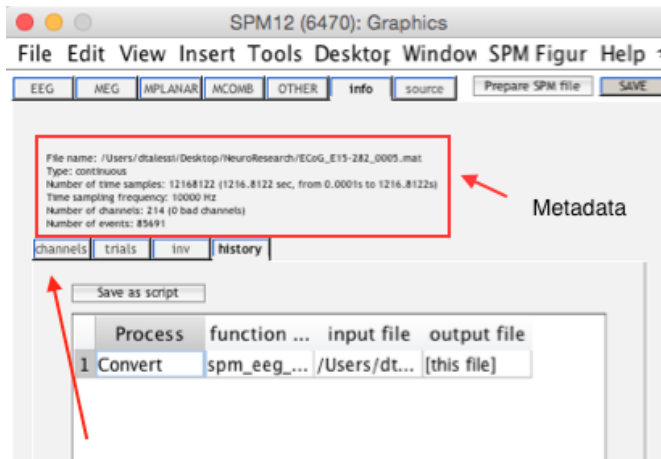 SPM12 (6470): Graphics
File Edit View Insert Tools Desktop Window SPM Figur Help
EEG MEG MPLANAR MCOMB OTHER info source Prepare SPM file SAVE
File name: /Users/dtalessi/Desktop/NeuroResearch/ECoG_E15-282_0005.mat
Type: continuous
Number of time samples: 12168122 (1216.8122 sec, from 0.0001s to 1216.8122s)
Time sampling frequency: 10000 Hz
Number of channels: 214 (0 bad channels)
Number of events: 85691
Metadata
channels trials inv history
Save as script
Process function ... input file output file
1 Convert spm_eeg_... /Users/dt... [this file]